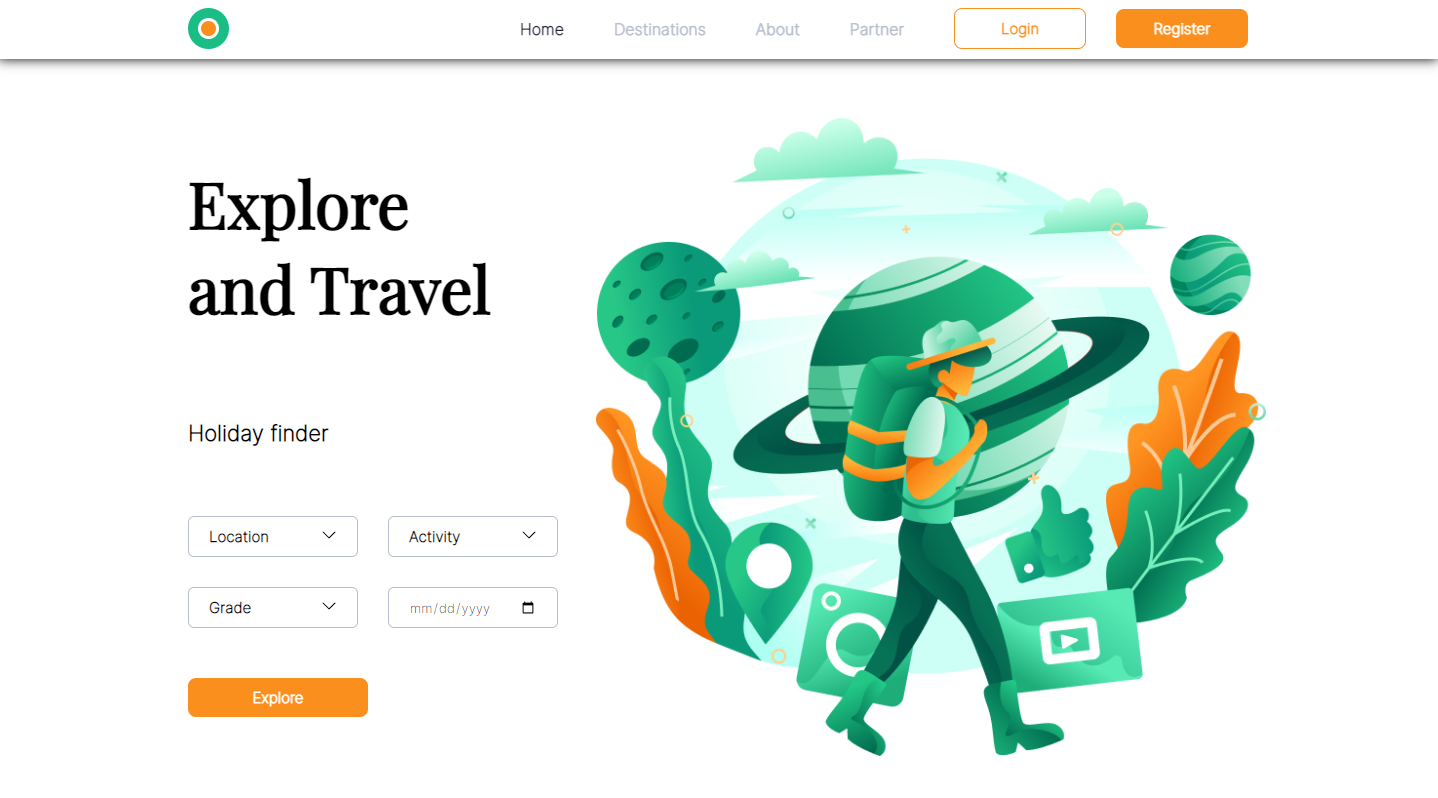 Home Destinations About Partner Login Register
Explore
and Travel
Holiday finder
Location Activity
Grade mm/dd/yyyy
Explore